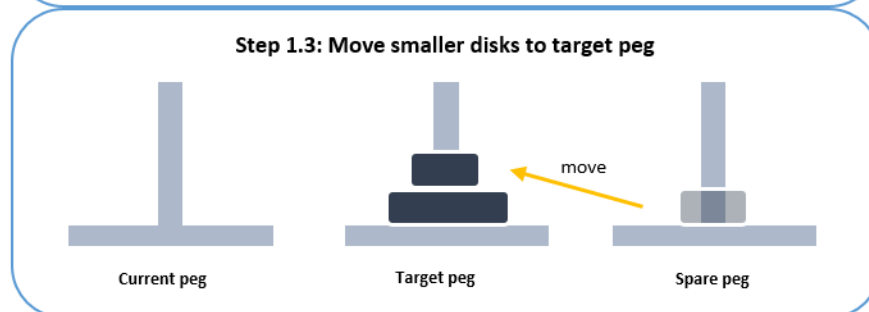 Step 1.3: Move smaller disks to target peg
move
Current peg
Target peg
Spare peg